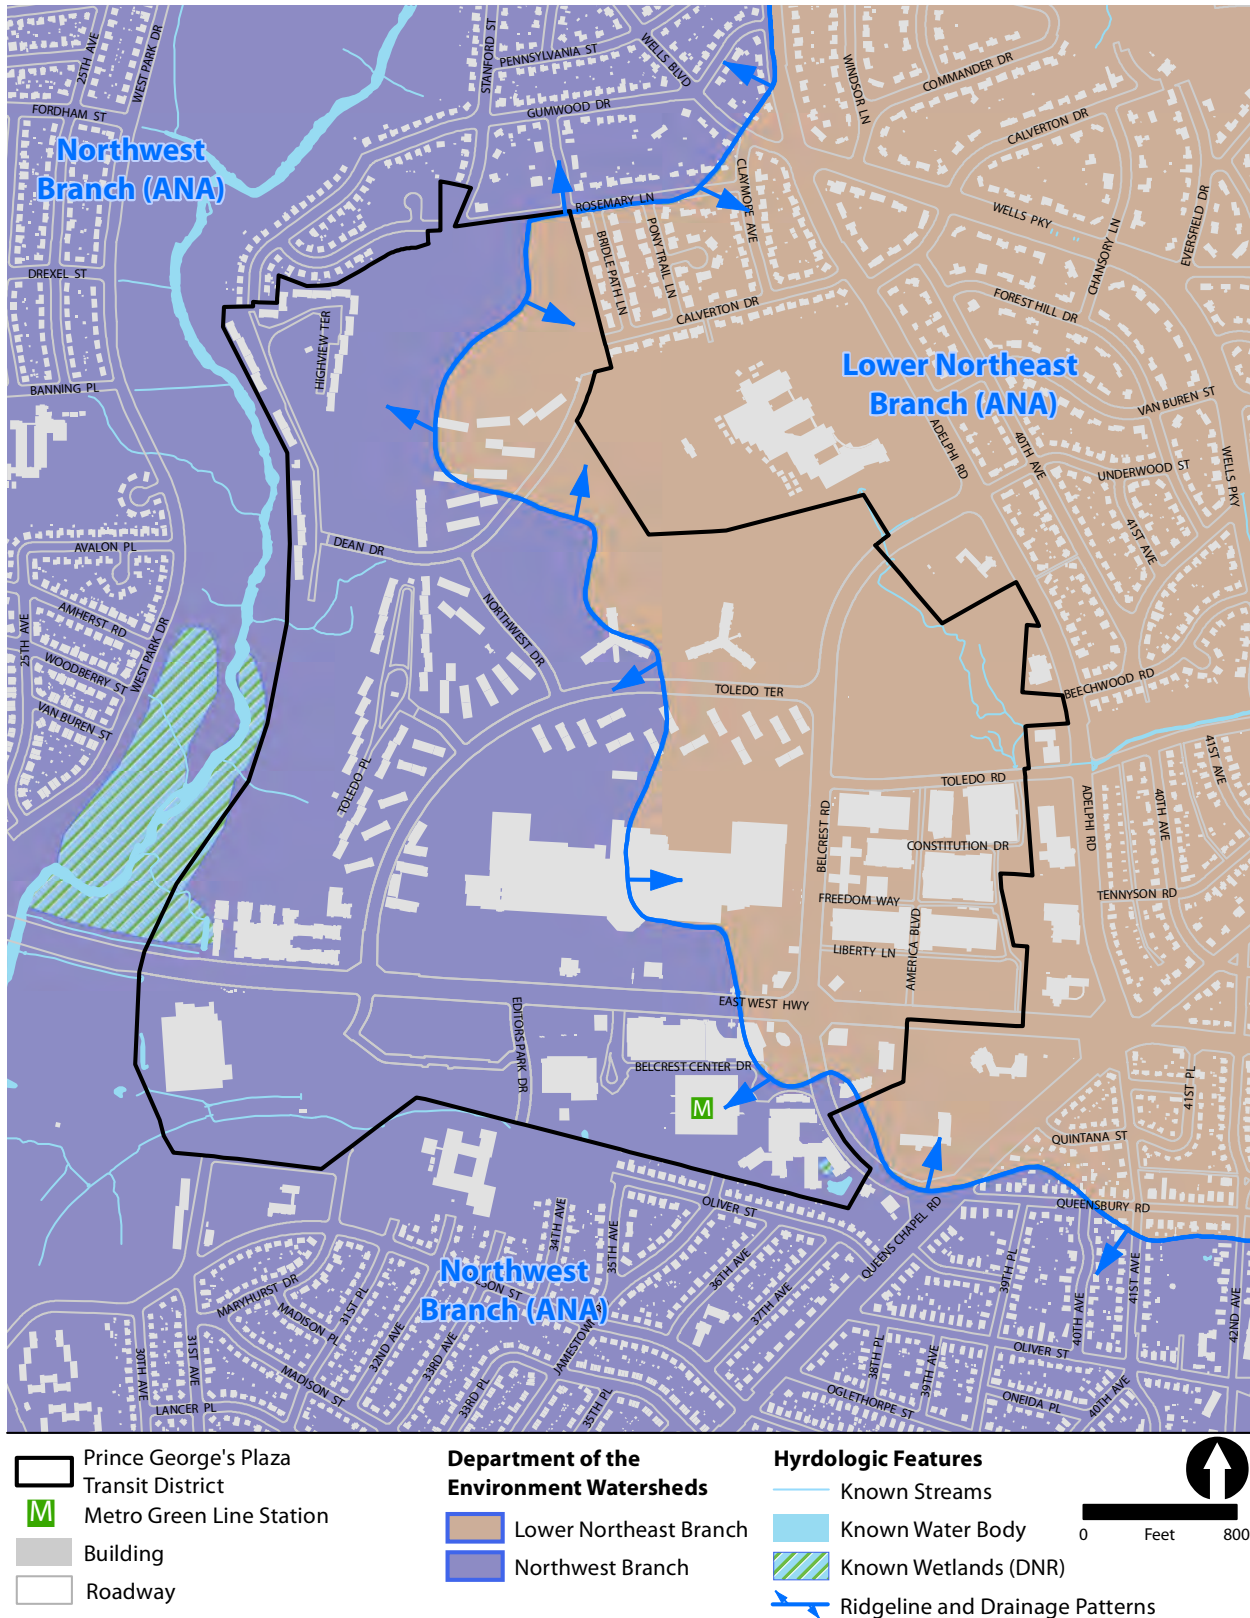 25TH AVE
WEST PARK DR
STANFORD ST
PENNSYLVANIA ST
WELLS BLVD
WINDSOR LN
COMMANDER DR
FORDHAM ST
GUMWOOD DR
CALVERTON DR
Northwest
Branch (ANA)
CLAYMORE AVE
ROSEMARY LN
WELLS PKY
CHANSORY LN
EVERSFIELD DR
BRIDLE PATH LN
PONY TRAIL LN
DREXEL ST
CALVERTON DR
FOREST HILL DR
HIGHVIEW TER
Lower Northeast
Branch (ANA)
BANNING PL
VAN BUREN ST
ADELPHI RD
40TH AVE
UNDERWOOD ST
WELLS PKY
DEAN DR
AVALON PL
41ST AVE
AMHERST RD
NORTHWEST DR
25TH AVE
WOODBERRY ST
WEST PARK DR
BEECHWOOD RD
VAN BUREN ST
TOLEDO TER
TOLEDO PL
41ST AVE
TOLEDO RD
BELCREST RD
ADELPHI RD
40TH AVE
CONSTITUTION DR
FREEDOM WAY
TENNYSON RD
AMERICA BLVD
LIBERTY LN
EAST WEST HWY
EDITORS PARK DR
BELCREST CENTER DR
M
41ST PL
QUINTANA ST
OLIVER ST
QUEENSBURY RD
QUEENS CHAPEL RD
34TH AVE
35TH AVE
36TH AVE
39TH PL
41ST AVE
Northwest
Branch (ANA)
LSON ST
MARYHURST DR
MADISON PL
31ST PL
37TH AVE
40TH AVE
42ND AVE
31ST AVE
30TH AVE
32ND AVE
33RD AVE
JAMESTOWN R
38TH PL
39TH AVE
OLIVER ST
MADISON ST
33RD PL
35TH PL
OGLETHORPE ST
ONEIDA PL
40TH AVE
LANCER PL
Prince George's Plaza
Transit District
M Metro Green Line Station
Building
Roadway
Department of the
Environment Watersheds
Lower Northeast Branch
Northwest Branch
Hyrdologic Features
Known Streams
Known Water Body
Known Wetlands (DNR)
Ridgeline and Drainage Patterns
0 Feet 800